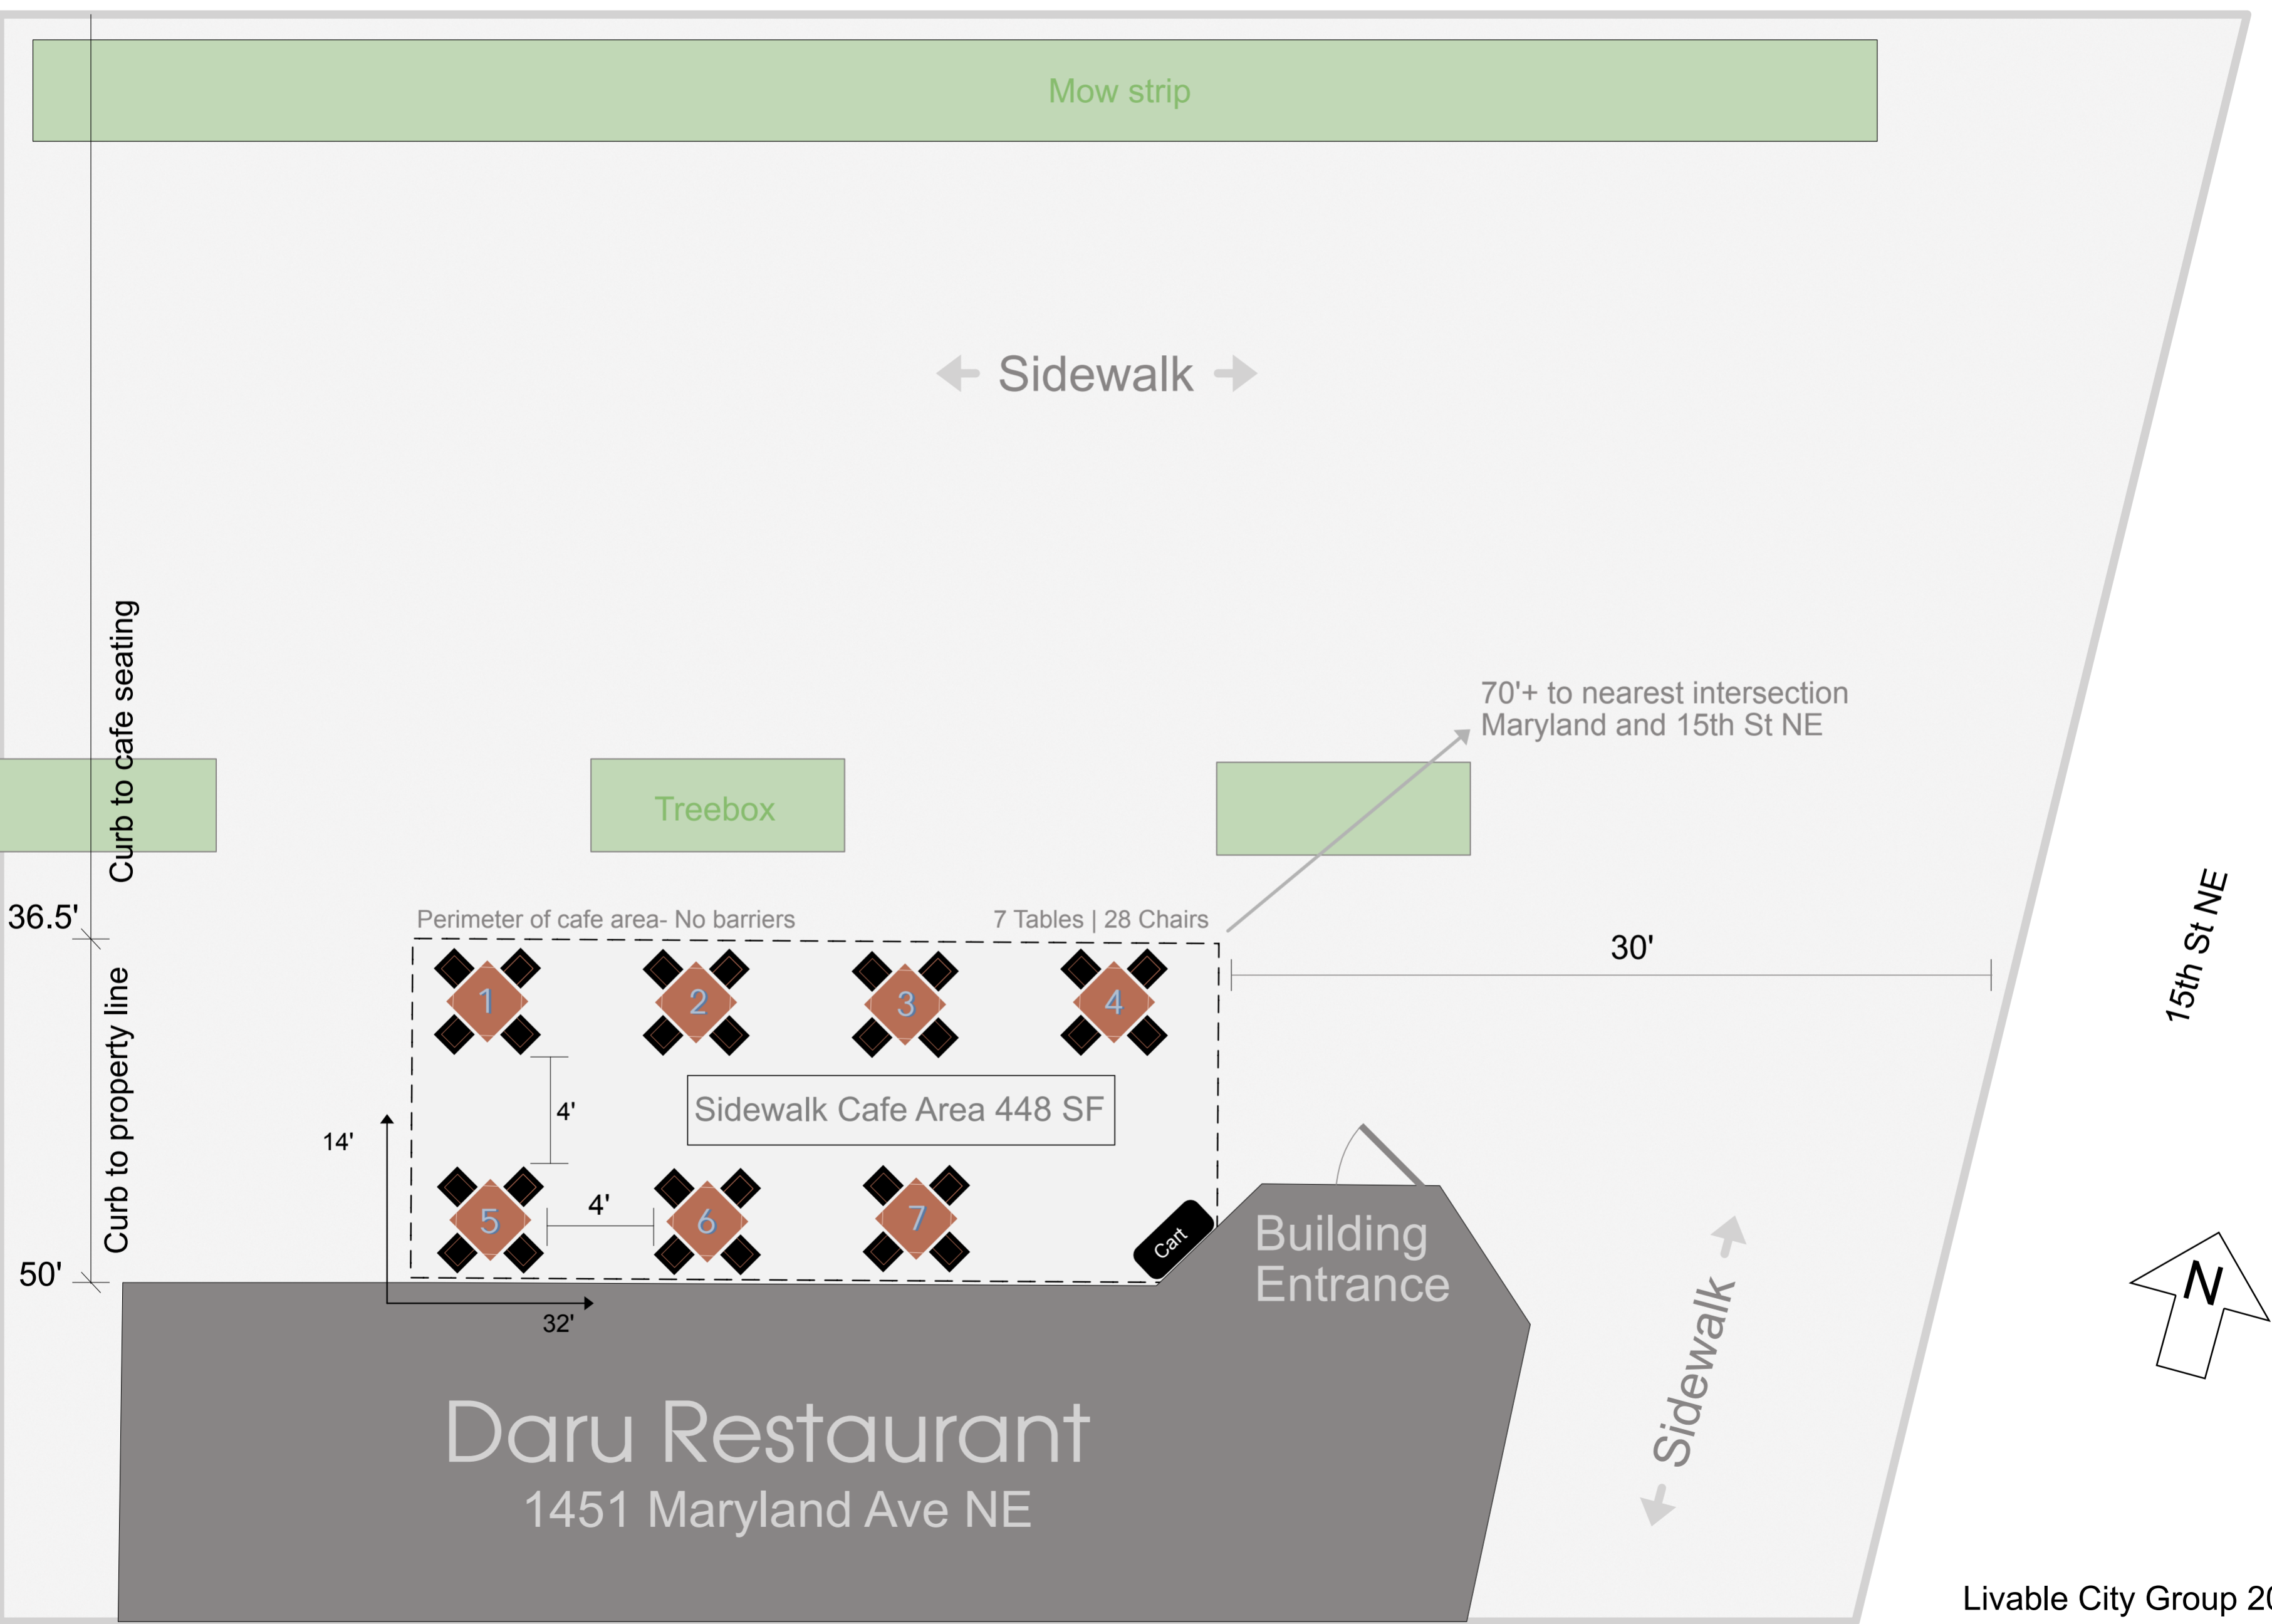 Mow strip
Sidewalk
Curb to cafe seating
70'+ to nearest intersection
Maryland and 15th St NE
Treebox
15th St NE
36.5'
Perimeter of cafe area- No barriers
7 Tables | 28 Chairs
30'
1
2
3
4
Curb to property line
Sidewalk Cafe Area 448 SF
4'
14'
4'
5
6
7
Cart
Building
Entrance
50'
32'
N
Sidewalk
Daru Restaurant
1451 Maryland Ave NE
Livable City Group